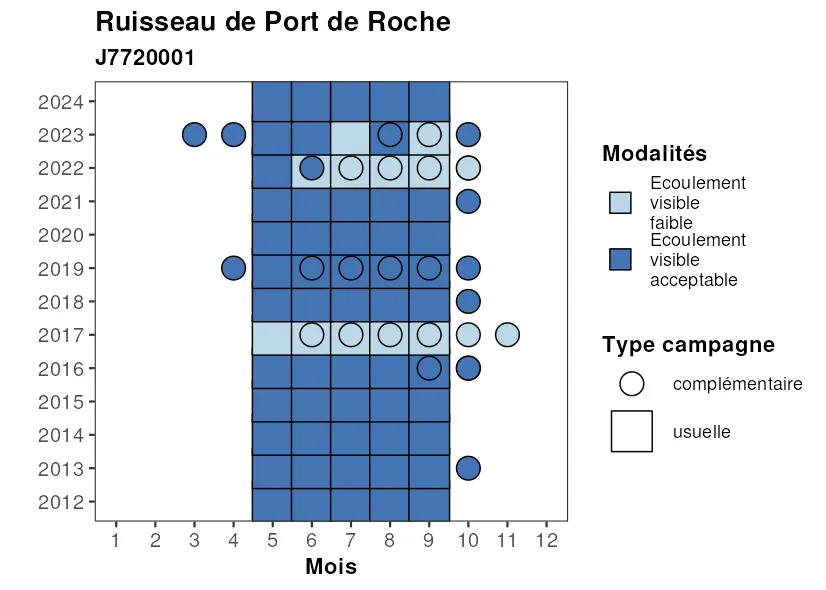 Ruisseau de Port de Roche
J7720001
2024
2023
2022
2021
2020
2019
2018
2017
2016
2015
2014
2013
2012
1 2 3 4 5 6 7 8 9 10 11 12
Mois
Modalités
Ecoulement
visible
faible
Ecoulement
visible
acceptable
Type campagne
complémentaire
usuelle